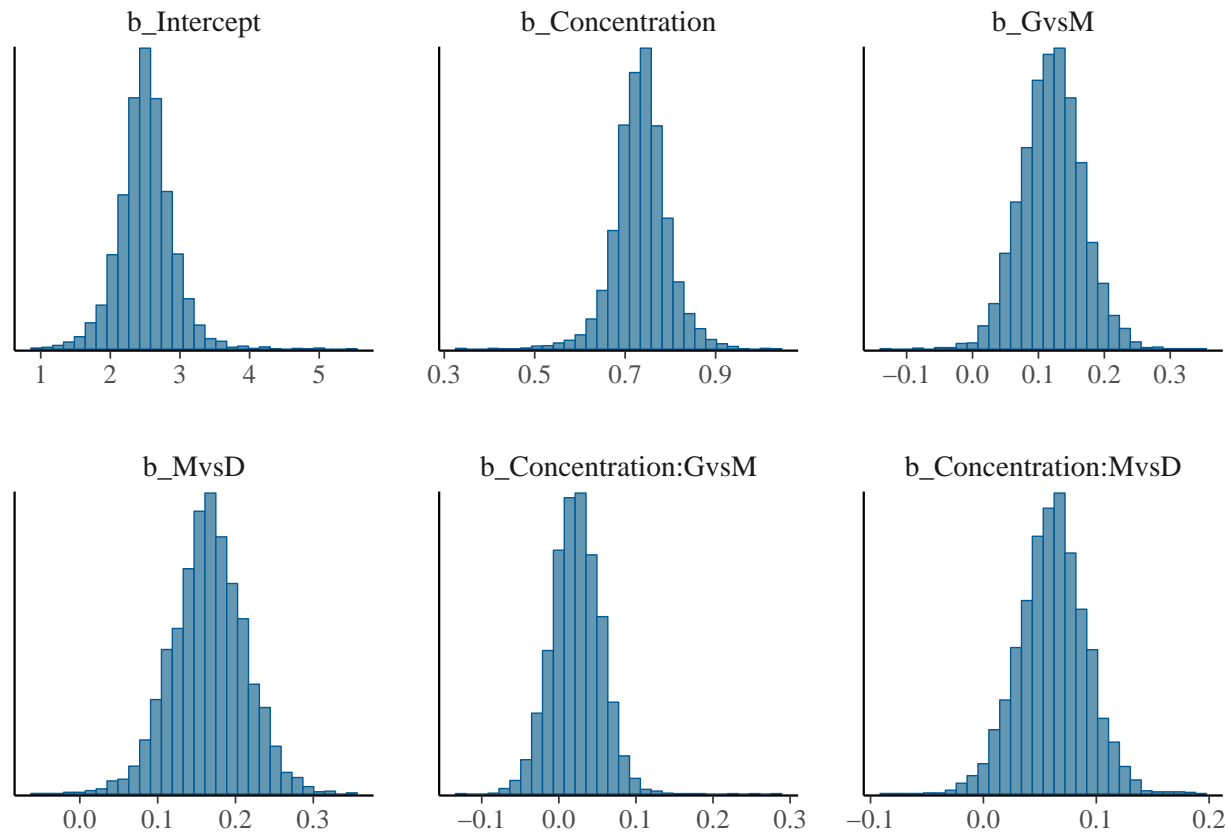 b_Intercept b_Concentration b_GvsM
1 2 3 4 5 0.3 0.5 0.7 0.9 −0.1 0.0 0.1 0.2 0.3
b_MvsD b_Concentration:GvsM b_Concentration:MvsD
0.0 0.1 0.2 0.3 −0.1 0.0 0.1 0.2 0.3 −0.1 0.0 0.1 0.2